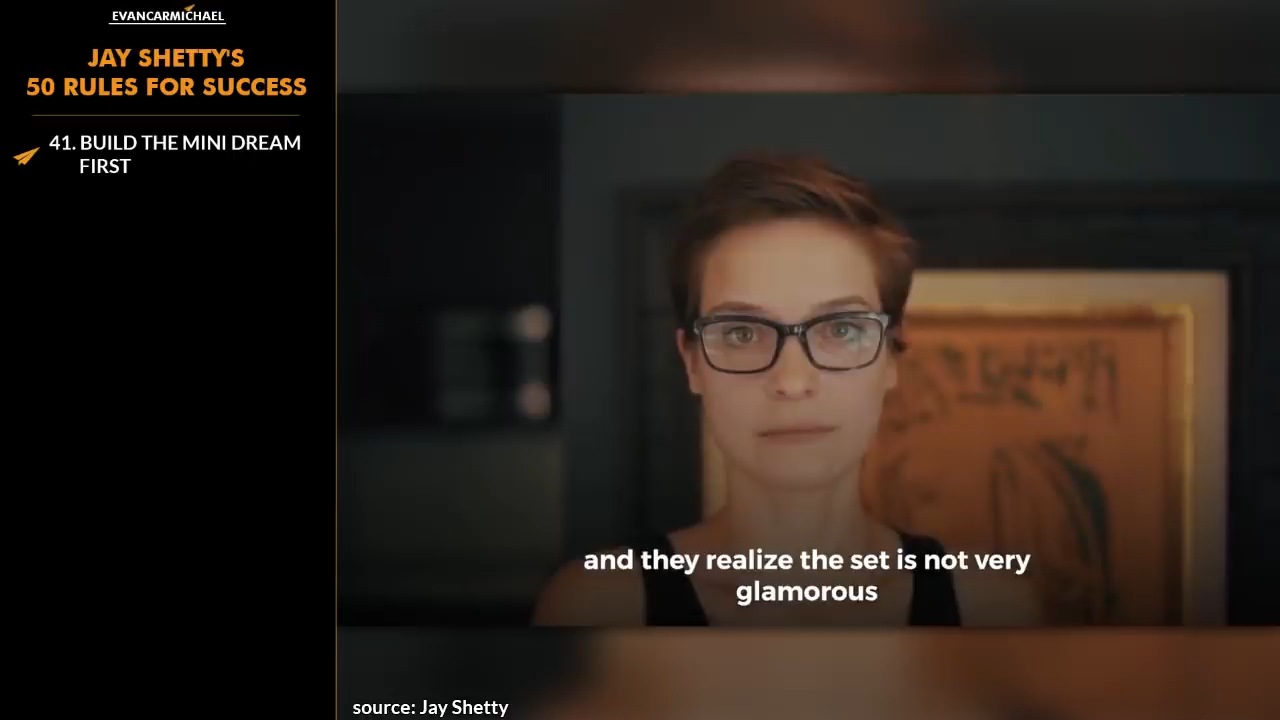 EVANCARMICHAEL
JAY SHETTY'S
50 RULES FOR SUCCESS
41. BUILD THE MINI DREAM
FIRST
and they realize the set is not very
glamorous
source: Jay Shetty